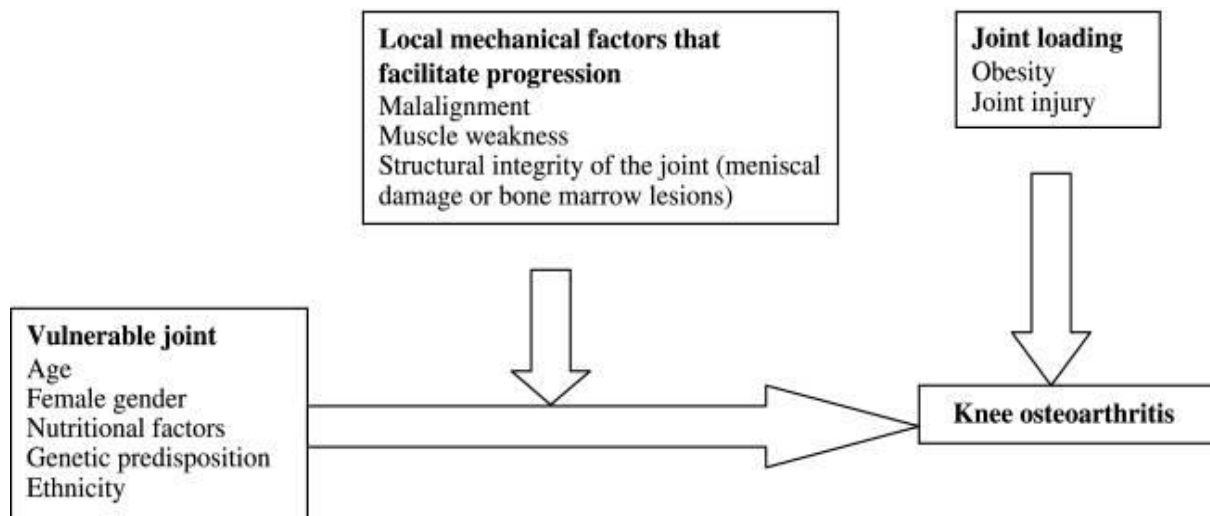 Local mechanical factors that
facilitate progression
Malalignment
Muscle weakness
Structural integrity of the joint (meniscal
damage or bone marrow lesions)
Joint loading
Obesity
Joint injury
Vulnerable joint
Age
Female gender
Nutritional factors
Genetic predisposition
Ethnicity
Knee osteoarthritis